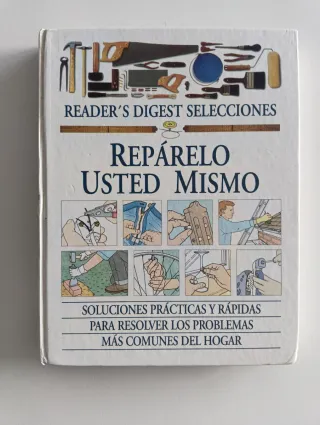 READER'S DIGEST SELECCIONES
REPÁRELO
USTED MISMO
SOLUCIONES PRÁCTICAS Y RÁPIDAS
PARA RESOLVER LOS PROBLEMAS
MÁS COMUNES DEL HOGAR